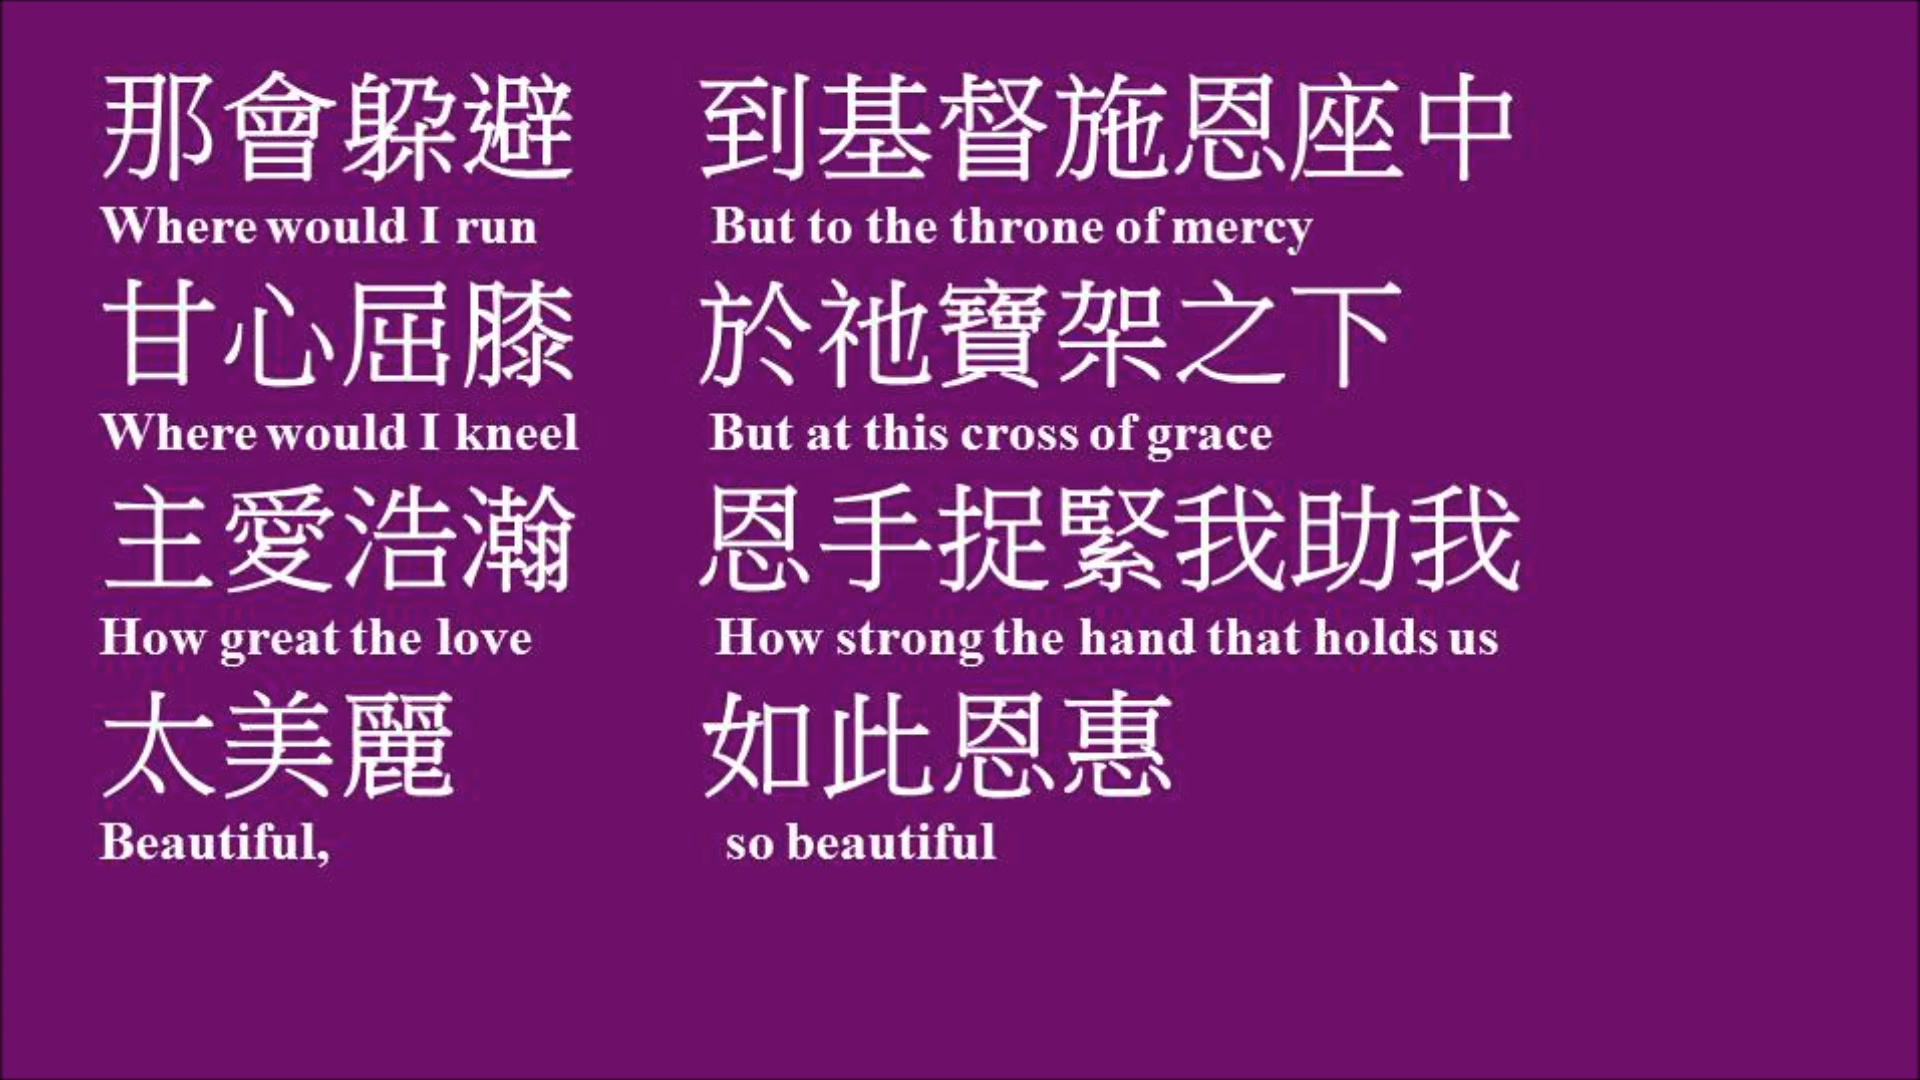 那會躲避 到基督施恩座中
Where would I run But to the throne of mercy
甘心屈膝 於祂寶架之下
Where would I kneel But at this cross of grace
主愛浩瀚 恩手捉緊我助我
How great the love How strong the hand that holds us
太美麗 如此恩惠
Beautiful, so beautiful